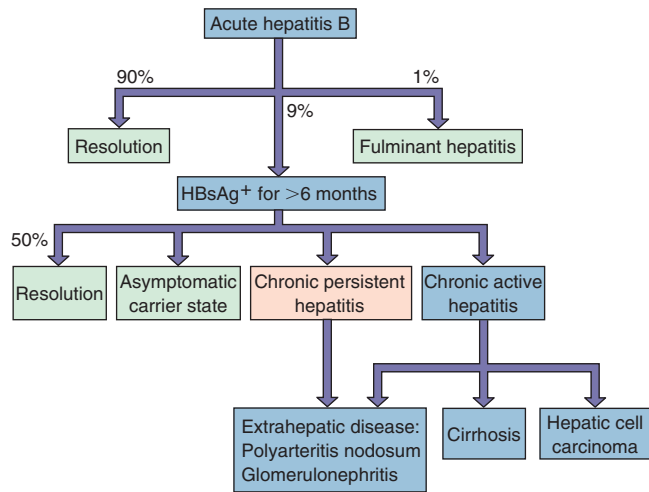 Acute hepatitis B
90%
1%
9%
Resolution
Fulminant hepatitis
HBsAg+ for >6 months
50%
Resolution
Asymptomatic
carrier state
Chronic persistent
hepatitis
Chronic active
hepatitis
Extrahepatic disease:
Polyarteritis nodosum
Glomerulonephritis
Cirrhosis
Hepatic cell
carcinoma